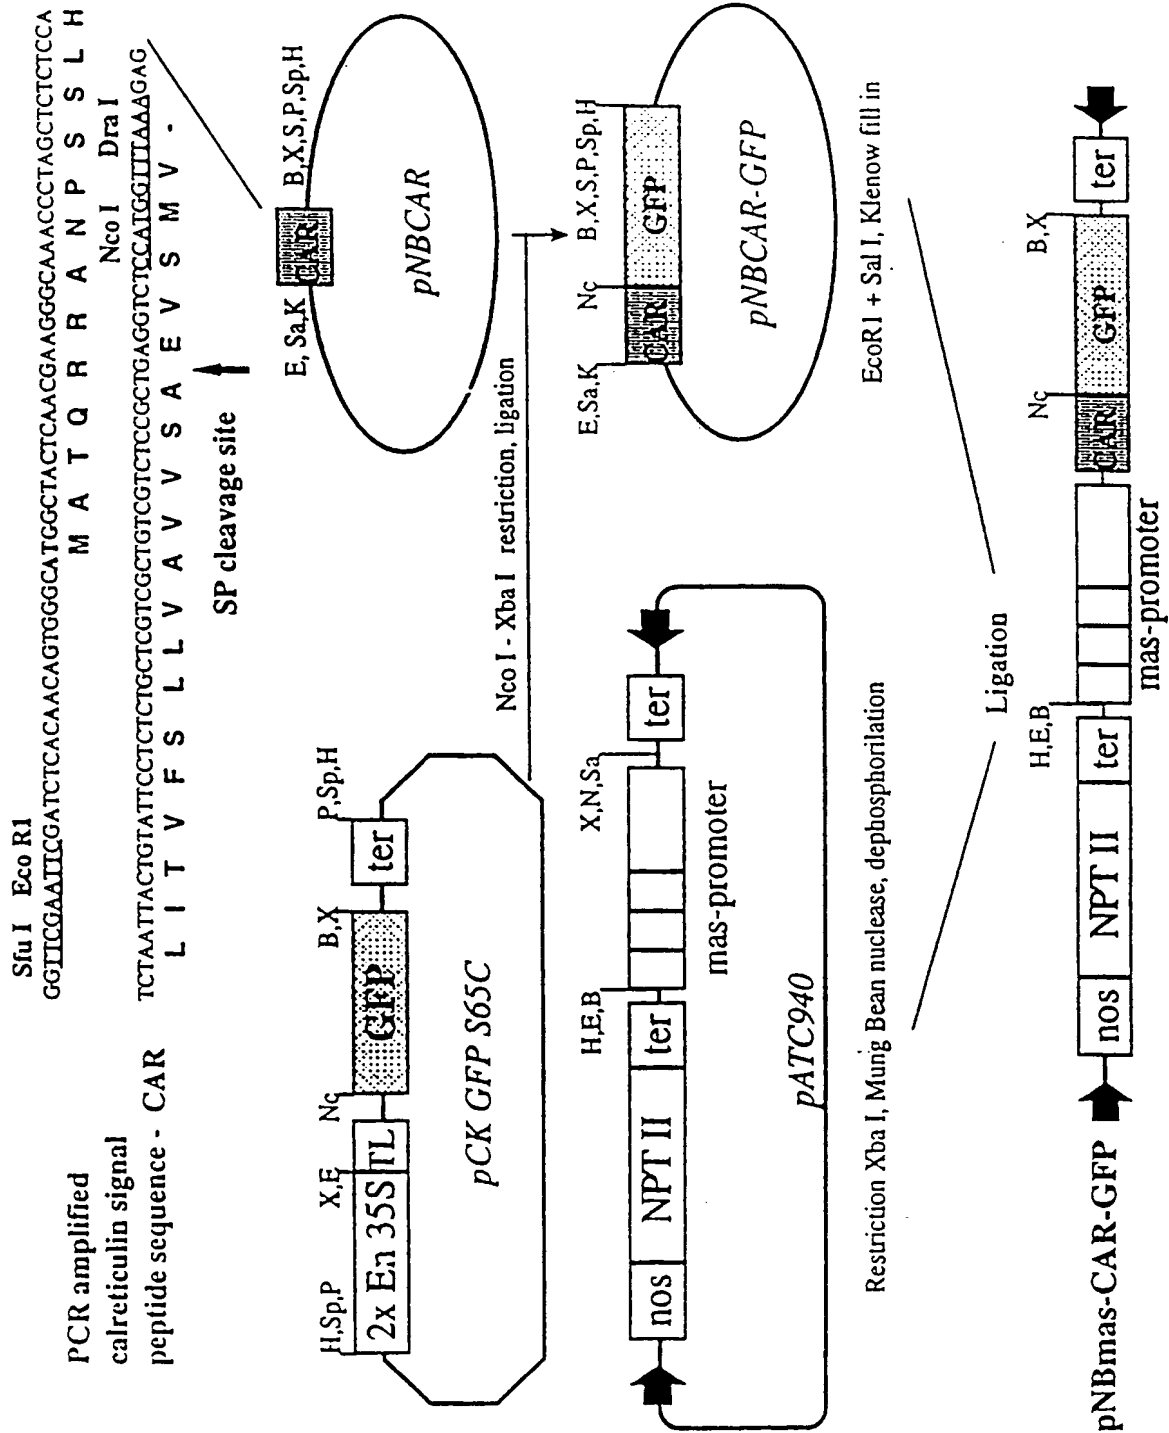 Sfu I Eco R1
GGTTCGAATTCGATCTCACAACAGTGGGCATGGCTACTCAACGAAGGGCAAACCCTAGCTCTCTCCA
M A T Q R R A N P S S L H
Nco I Dra I
TCTAATTACTGTATTCCTCTCTGCTCGTCGCTGTCGTCTCCGCTGAGGTCTCCATGGTTTAAAGAG
L I T V F S L L V A V V S A E V S M V -
SP cleavage site
PCR amplified
calreticulin signal
peptide sequence - CAR
H,Sp,P
X,E
Nc
B,X
P,Sp,H
2x En 35S
TL
GFP
ter
pCK GFP S65C
E, Sa,K
B,X,S,P,Sp,H
CAR
pNBCAR
Nco I - Xba I restriction, ligation
H,E,B
X,N,Sa
nos
NPT II
ter
ter
mas-promoter
pATC940
E,Sa,K
Nc
B,X,S,P,Sp,H
CAR
GFP
pNBCAR-GFP
Restriction Xba I, Mung Bean nuclease, dephosphorilation
EcoR1 + Sal I, Klenow fill in
Ligation
H,E,B
Nc
B,X
pNBmas-CAR-GFP
nos
NPT II
ter
CAR
GFP
ter
mas-promoter